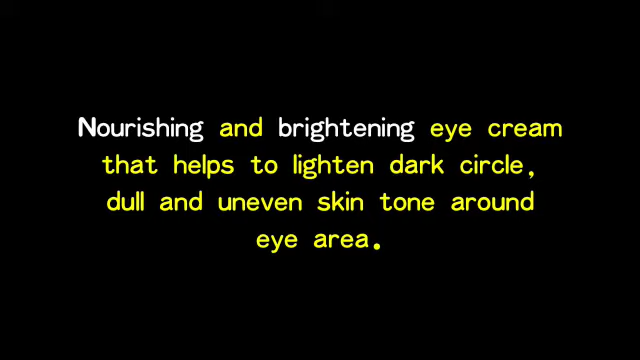 Nourishing and brightening eye cream
that helps to lighten dark circle,
dull and uneven skin tone around
eye area.